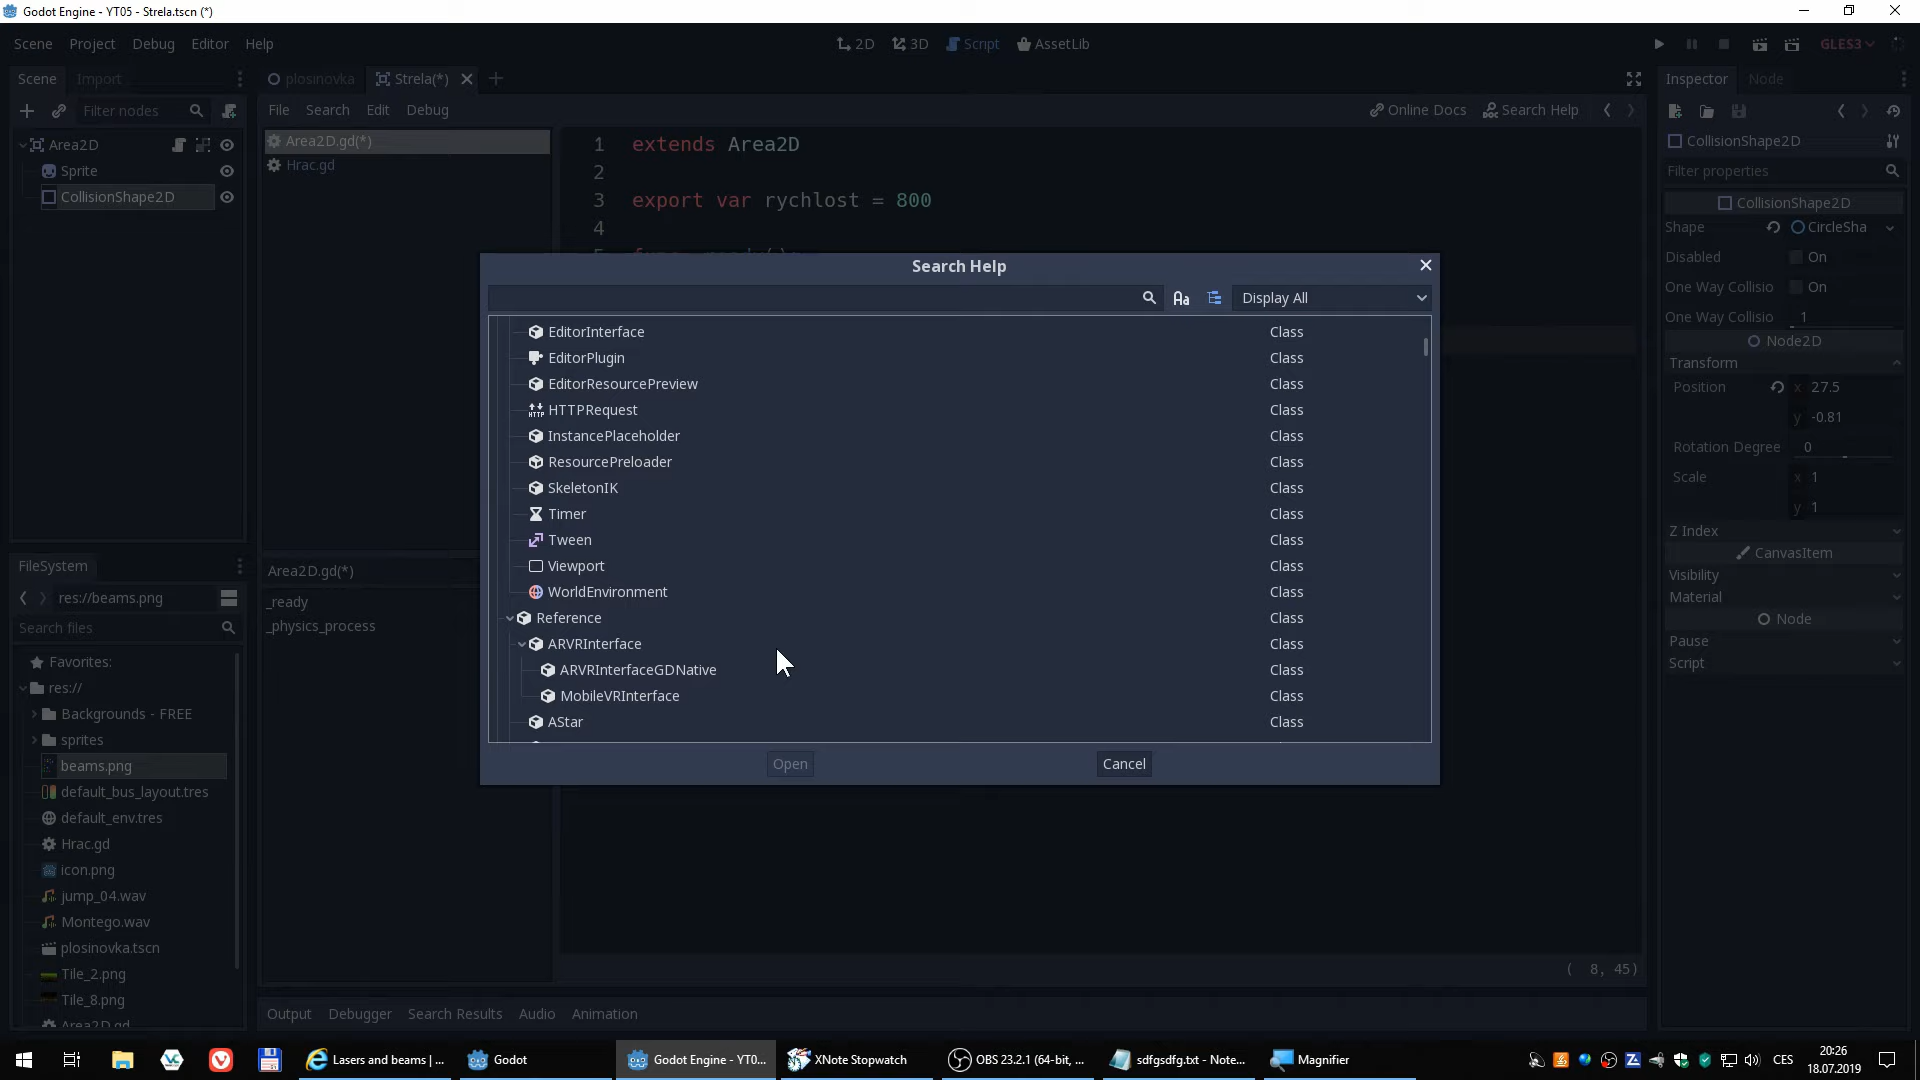 Godot Engine - YT05 - Strela.tscn (*)
Scene Project Debug Editor Help
2D 3D Script AssetLib
GLES3
Scene Import
plosinovka Strela(*)
Inspector Node
Filter nodes
File Search Edit Debug
Online Docs Search Help
Area2D
Sprite
CollisionShape2D
Area2D.gd(*)
Hrac.gd
1 extends Area2D
2
3 export var rychlost = 800
4
Search Help
Display All
EditorInterface Class
EditorPlugin Class
EditorResourcePreview Class
HTTPRequest Class
InstancePlaceholder Class
ResourcePreloader Class
SkeletonIK Class
Timer Class
Tween Class
Viewport Class
WorldEnvironment Class
Reference Class
ARVRInterface Class
ARVRInterfaceGDNative Class
MobileVRInterface Class
AStar Class
Open Cancel
Area2D.gd(*)
_ready
_physics_process
( 8, 45)
CollisionShape2D
Filter properties
CollisionShape2D
Shape CircleSha
Disabled On
One Way Collisio On
One Way Collisio 1
Node2D
Transform
Position x 27.5
y -0.81
Rotation Degree 0
Scale x 1
y 1
Z Index
CanvasItem
Visibility
Material
Node
Pause
Script
FileSystem
res://beams.png
Search files
Favorites:
res://
Backgrounds - FREE
sprites
beams.png
default_bus_layout.tres
default_env.tres
Hrac.gd
icon.png
jump_04.wav
Montego.wav
plosinovka.tscn
Tile_2.png
Tile_8.png
Area2D.gd
Output Debugger Search Results Audio Animation
Lasers and beams | ...
Godot
Godot Engine - YT0...
XNote Stopwatch
OBS 23.2.1 (64-bit, ...
sdfgsdfg.txt - Note...
Magnifier
CES
20:26
18.07.2019